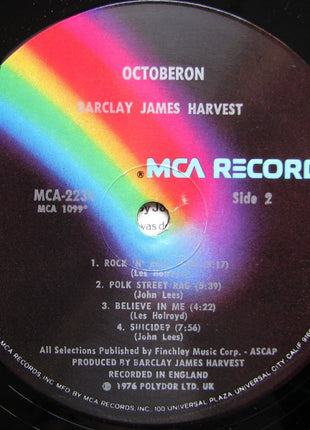 OCTOBERON
BARCLAY JAMES HARVEST
MCA RECORD
MCA-223
MCA 1099
Side 2
was d
1. ROCK 'N'
(Les Holroyd)
2. POLK STREET RAG (5:39)
(John Lees)
3. BELIEVE IN ME (4:22)
(Les Holroyd)
4. SUICIDE? (7:56)
(John Lees)
All Selections Published by Finchley Music Corp. - ASCAP
PRODUCED BY BARCLAY JAMES HARVEST
RECORDED IN ENGLAND
℗ 1976 POLYDOR LTD. UK
MCA RECORDS, INC. MFG BY MCA RECORDS, INC. 100 UNIVERSAL PLAZA, UNIVERSAL CITY, CALIF.